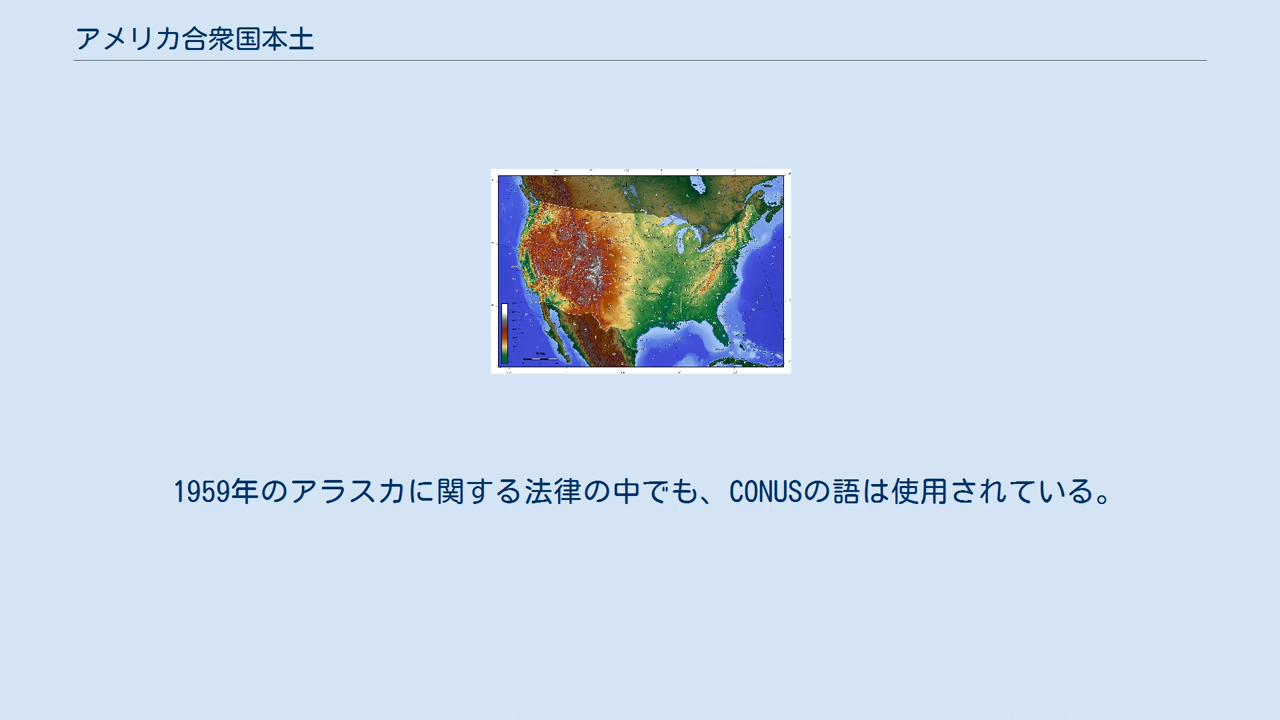 アメリカ合衆国本土
1959年のアラスカに関する法律の中でも、CONUSの語は使用されている。